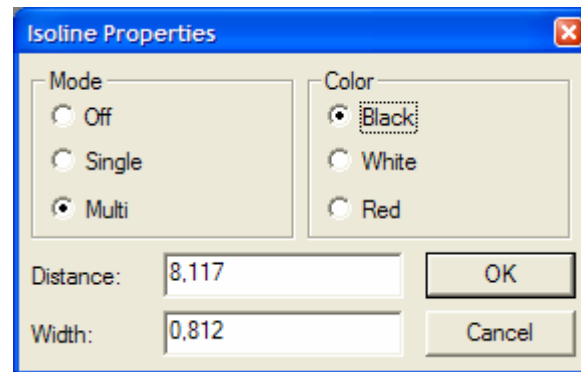 Isoline Properties
Mode
Off
Single
Multi
Color
Black
White
Red
Distance: 8,117
OK
Width: 0,812
Cancel